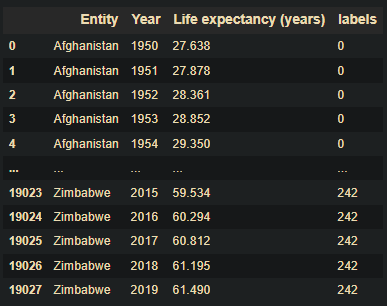 Entity Year Life expectancy (years) labels
0 Afghanistan 1950 27.638 0
1 Afghanistan 1951 27.878 0
2 Afghanistan 1952 28.361 0
3 Afghanistan 1953 28.852 0
4 Afghanistan 1954 29.350 0
... ... ... ... ...
19023 Zimbabwe 2015 59.534 242
19024 Zimbabwe 2016 60.294 242
19025 Zimbabwe 2017 60.812 242
19026 Zimbabwe 2018 61.195 242
19027 Zimbabwe 2019 61.490 242